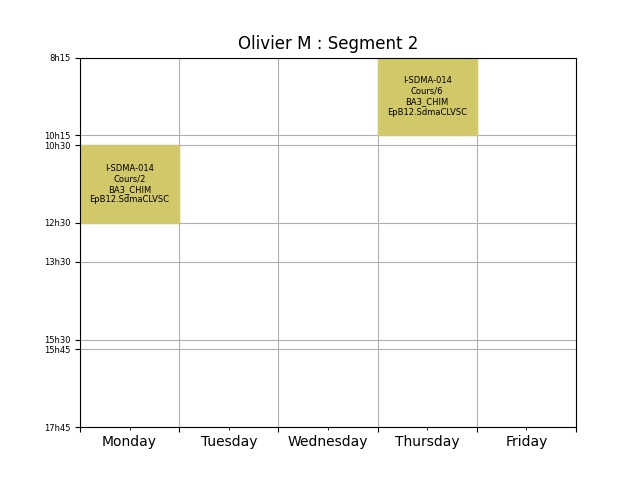 Olivier M : Segment 2
8h15
I-SDMA-014
Cours/6
BA3_CHIM
EpB12.SdmaCLVSC
10h15
10h30
I-SDMA-014
Cours/2
BA3_CHIM
EpB12.SdmaCLVSC
12h30
13h30
15h30
15h45
17h45
Monday Tuesday Wednesday Thursday Friday